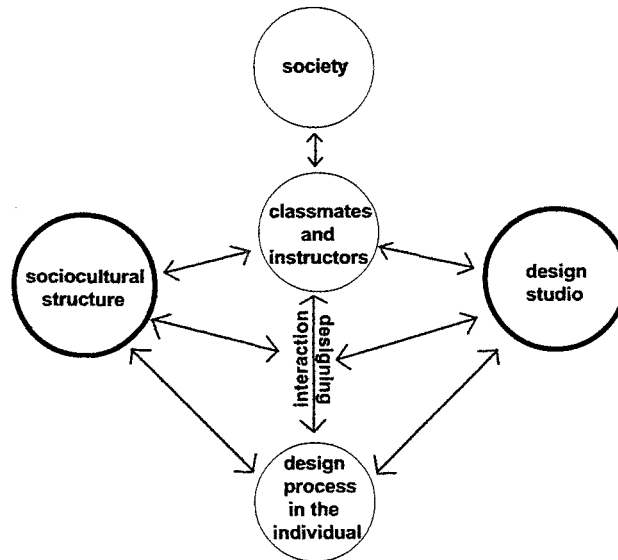 society
classmates
and
instructors
sociocultural
structure
design
studio
interaction
designing
design
process
in the
individual